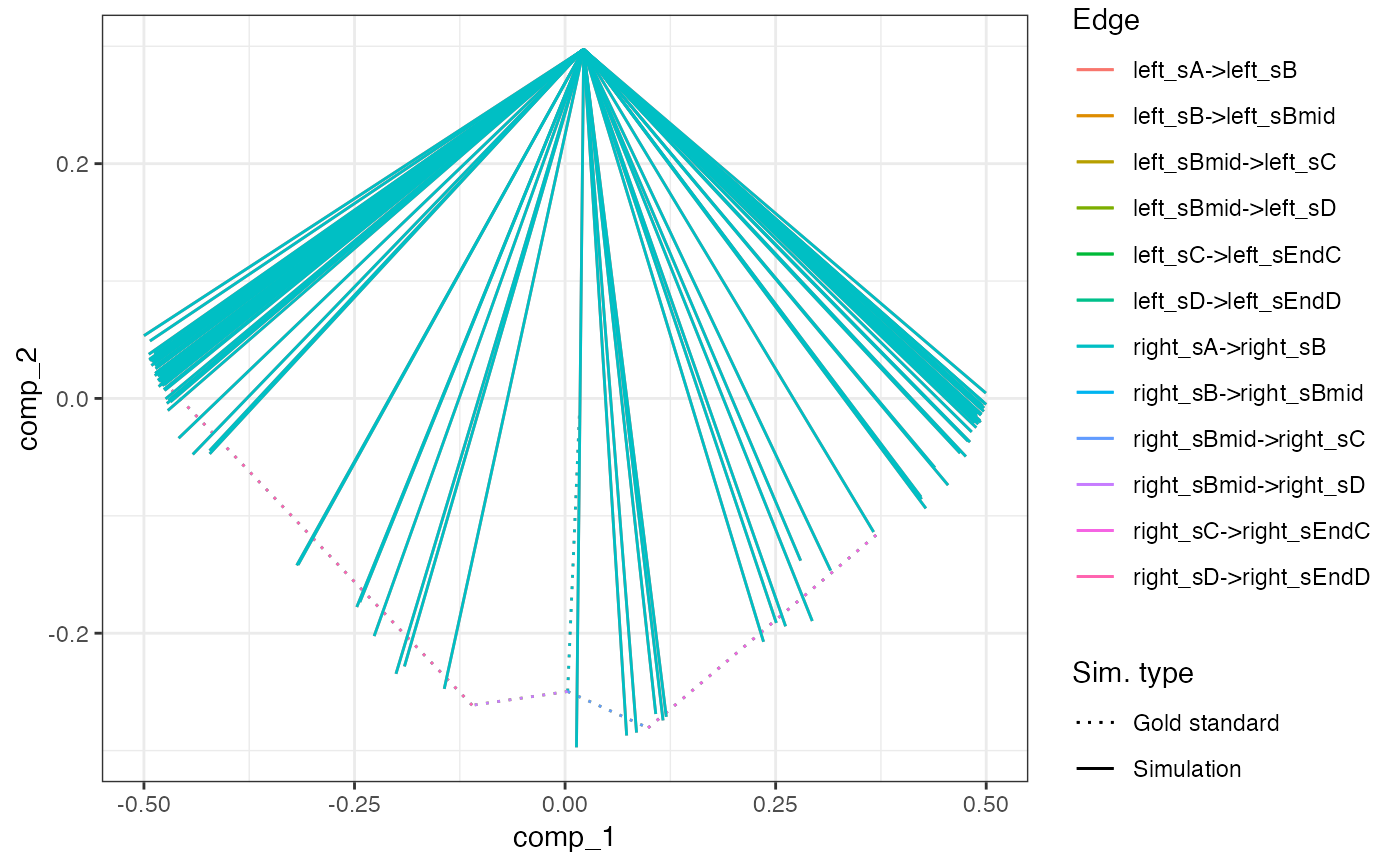 0.2
0.0
-0.2
comp_2
-0.50
-0.25
0.00
0.25
0.50
comp_1
Edge
left_sA->left_sB
left_sB->left_sBmid
left_sBmid->left_sC
left_sBmid->left_sD
left_sC->left_sEndC
left_sD->left_sEndD
right_sA->right_sB
right_sB->right_sBmid
right_sBmid->right_sC
right_sBmid->right_sD
right_sC->right_sEndC
right_sD->right_sEndD
Sim. type
Gold standard
Simulation